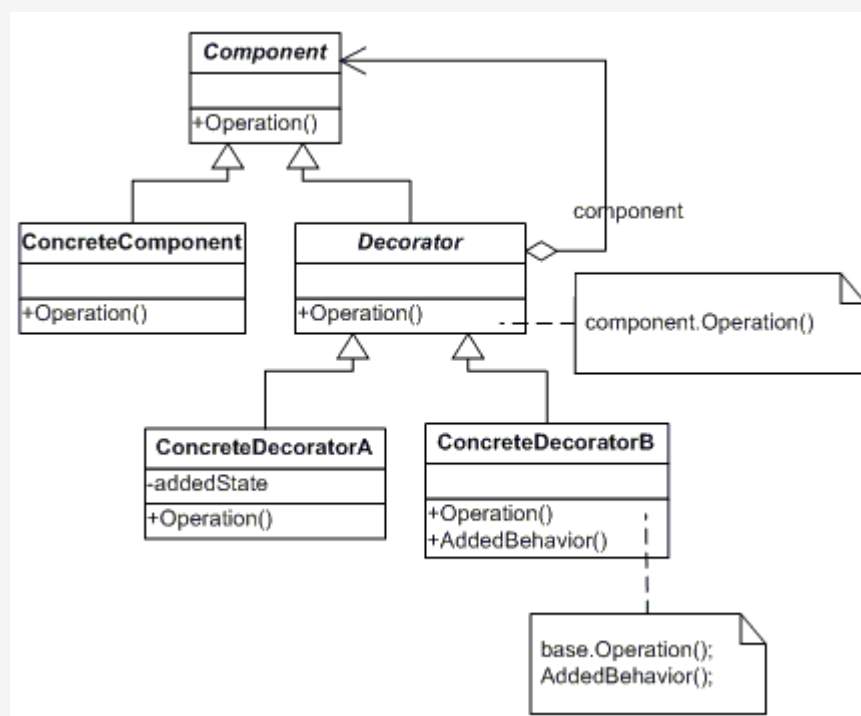 Component
+Operation()
component
ConcreteComponent
+Operation()
Decorator
+Operation()
component.Operation()
ConcreteDecoratorA
-addedState
+Operation()
ConcreteDecoratorB
+Operation()
+AddedBehavior()
base.Operation();
AddedBehavior();